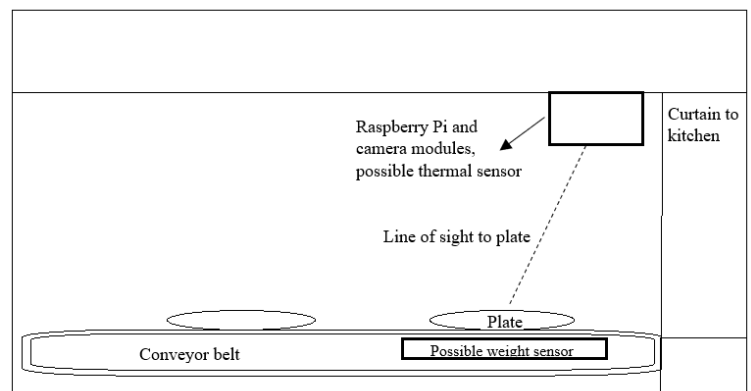 Curtain to
kitchen
Raspberry Pi and
camera modules,
possible thermal sensor
Line of sight to plate
Plate
Conveyor belt
Possible weight sensor